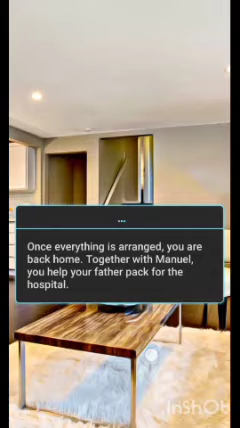 ...
Once everything is arranged, you are
back home. Together with Manuel,
you help your father pack for the
hospital.
InShOt